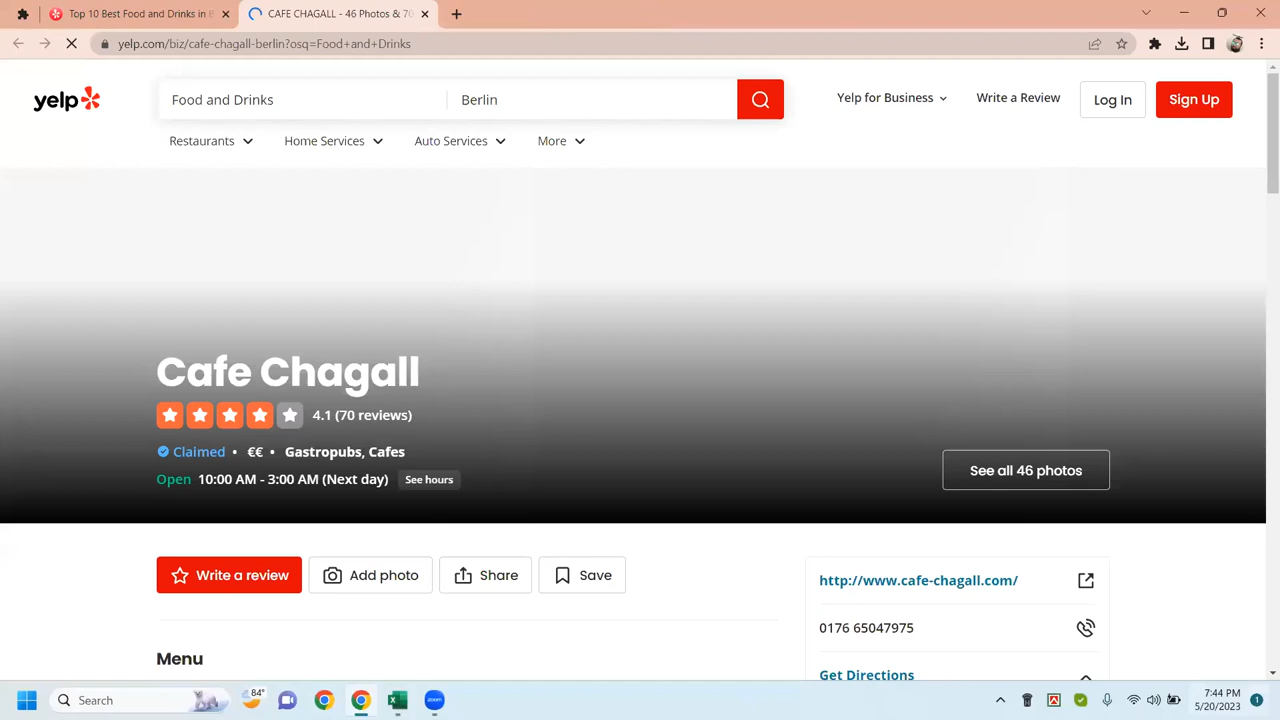 Top 10 Best Food and Drinks in B
CAFE CHAGALL - 46 Photos & 70
yelp.com/biz/cafe-chagall-berlin?osq=Food+and+Drinks
yelp
Food and Drinks
Berlin
Yelp for Business
Write a Review
Log In
Sign Up
Restaurants
Home Services
Auto Services
More
Cafe Chagall
4.1 (70 reviews)
Claimed • €€ • Gastropubs, Cafes
Open 10:00 AM - 3:00 AM (Next day) See hours
See all 46 photos
Write a review
Add photo
Share
Save
http://www.cafe-chagall.com/
0176 65047975
Menu
Get Directions
Search
84°
zoom
7:44 PM
5/20/2023
1